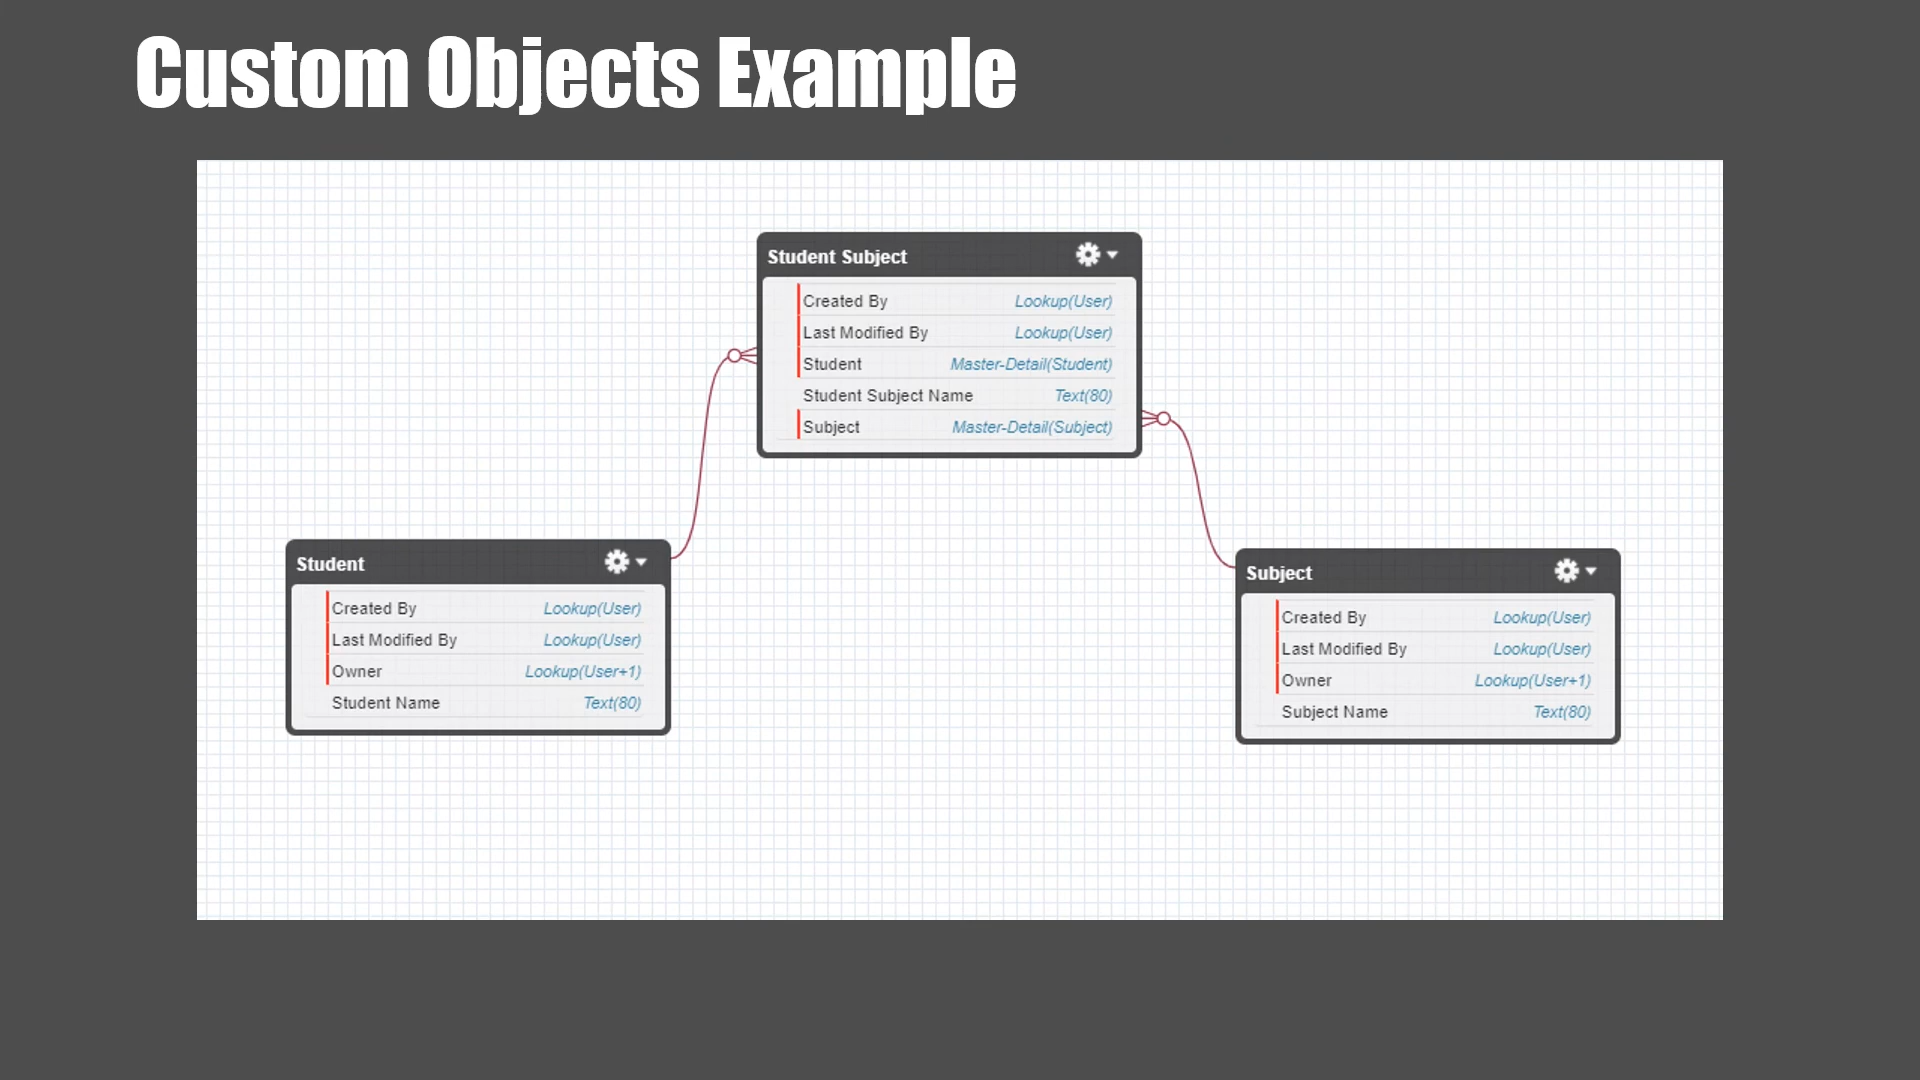 Custom Objects Example
Student Subject
Created By Lookup(User)
Last Modified By Lookup(User)
Student Master-Detail(Student)
Student Subject Name Text(80)
Subject Master-Detail(Subject)
Student
Created By Lookup(User)
Last Modified By Lookup(User)
Owner Lookup(User+1)
Student Name Text(80)
Subject
Created By Lookup(User)
Last Modified By Lookup(User)
Owner Lookup(User+1)
Subject Name Text(80)